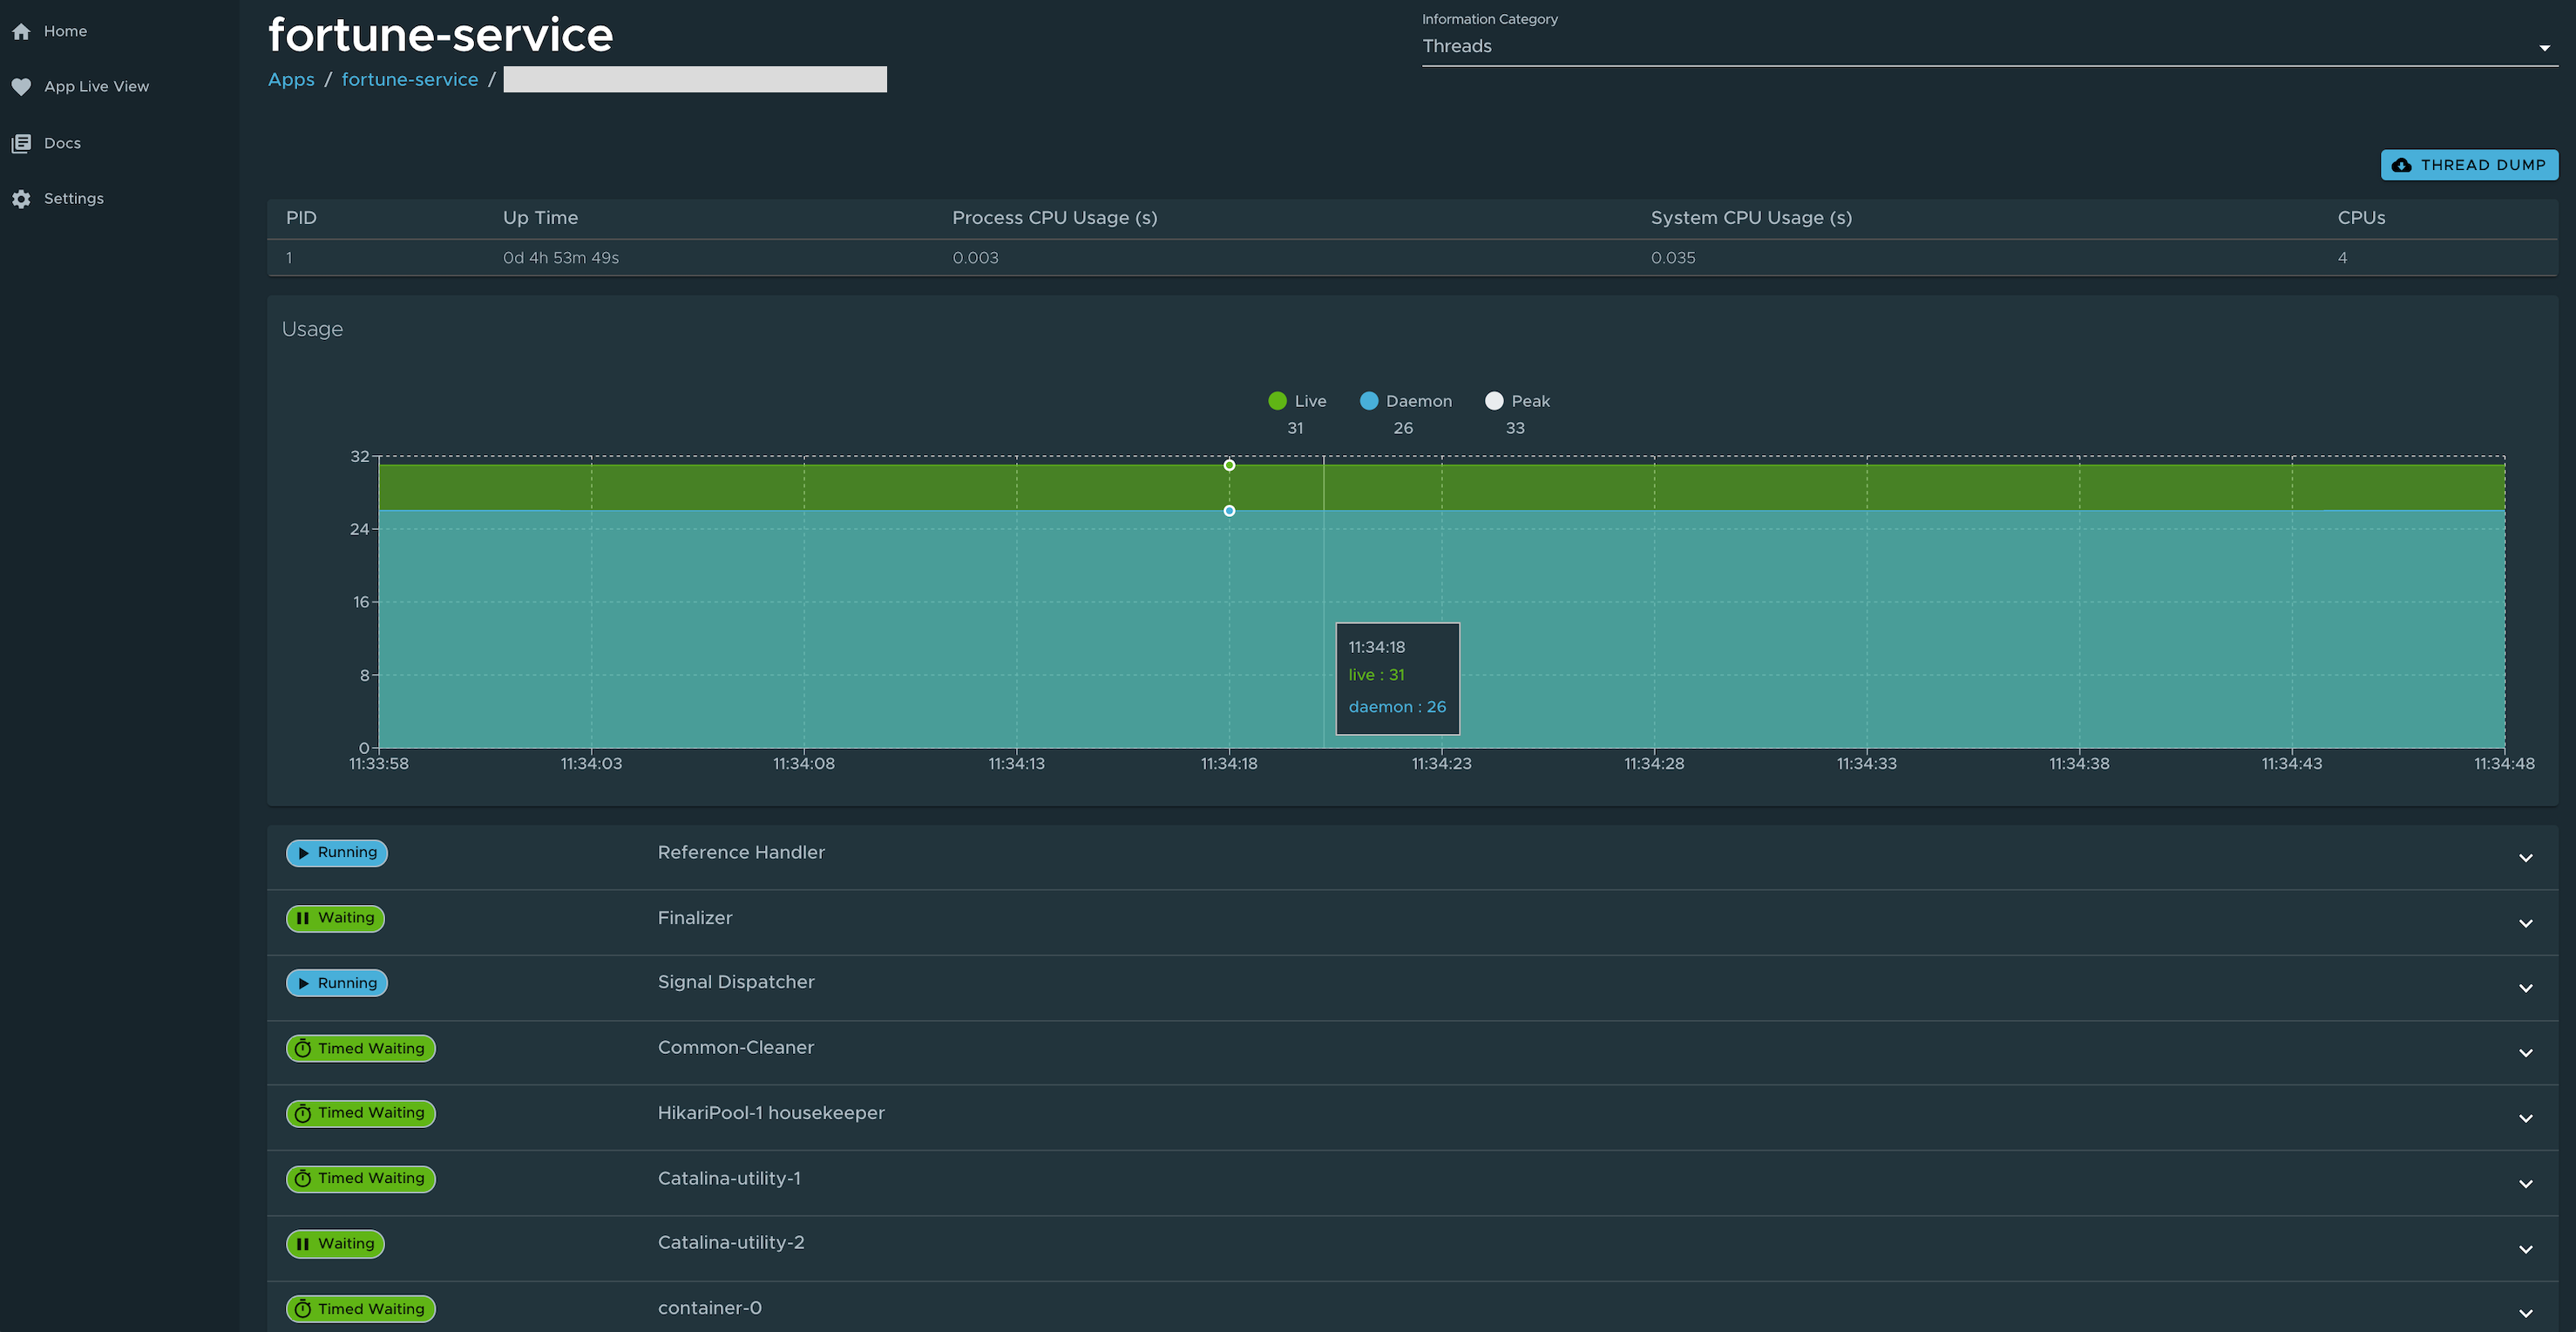 Home
App Live View
Docs
Settings
fortune-service
Apps / fortune-service /
Information Category
Threads
THREAD DUMP
PID Up Time Process CPU Usage (s) System CPU Usage (s) CPUs
1 0d 4h 53m 49s 0.003 0.035 4
Usage
Live Daemon Peak
31 26 33
32
24
16
8
0
11:34:18
live : 31
daemon : 26
11:33:58 11:34:03 11:34:08 11:34:13 11:34:18 11:34:23 11:34:28 11:34:33 11:34:38 11:34:43 11:34:48
Running Reference Handler
Waiting Finalizer
Running Signal Dispatcher
Timed Waiting Common-Cleaner
Timed Waiting HikariPool-1 housekeeper
Timed Waiting Catalina-utility-1
Waiting Catalina-utility-2
Timed Waiting container-0